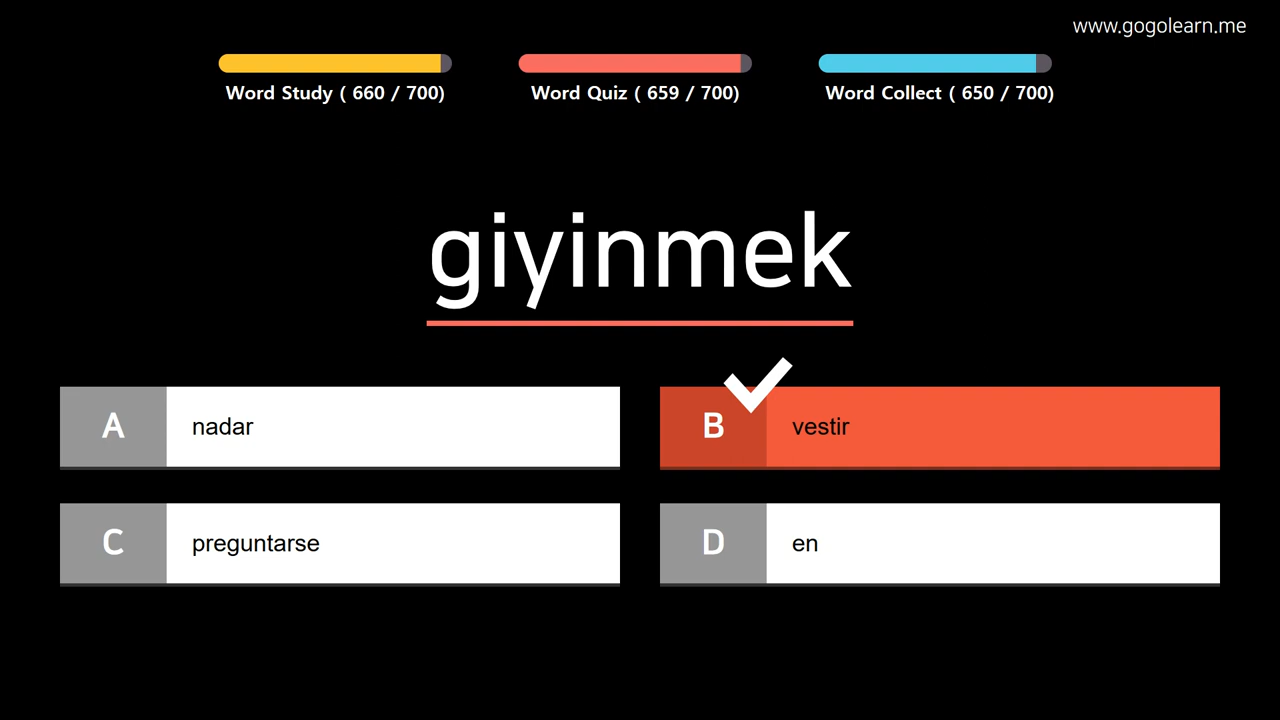 www.gogolearn.me
Word Study ( 660 / 700)
Word Quiz ( 659 / 700)
Word Collect ( 650 / 700)
giyinmek
A nadar
B vestir
C preguntarse
D en